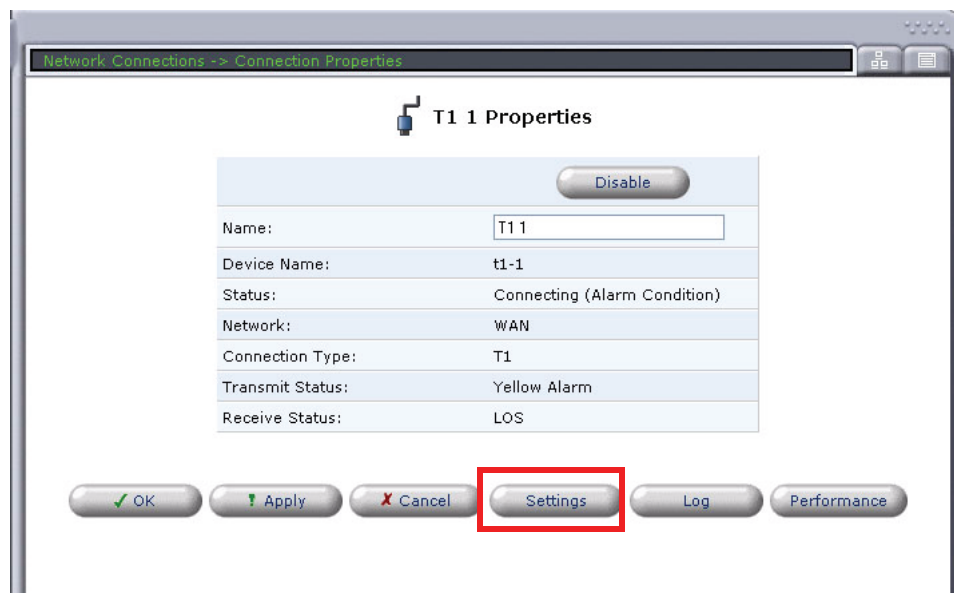 Network Connections -> Connection Properties
T1 1 Properties
Disable
Name: T1 1
Device Name: t1-1
Status: Connecting (Alarm Condition)
Network: WAN
Connection Type: T1
Transmit Status: Yellow Alarm
Receive Status: LOS
OK Apply Cancel Settings Log Performance